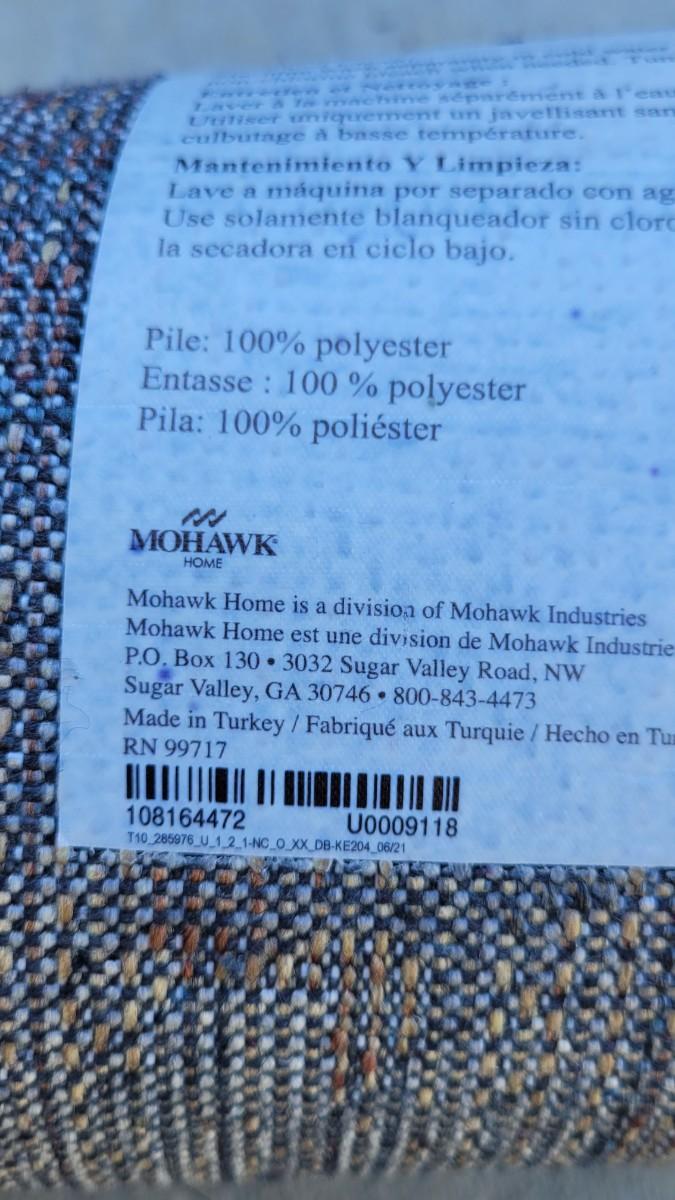 Entretien et Nettoyage :
Laver à la machine séparément à l'eau
Utiliser uniquement un javellisant san
culbutage à basse température.
Mantenimiento Y Limpieza:
Lave a máquina por separado con ag
Use solamente blanqueador sin cloro
la secadora en ciclo bajo.
Pile: 100% polyester
Entasse : 100 % polyester
Pila: 100% poliéster
MOHAWK
HOME
Mohawk Home is a division of Mohawk Industries
Mohawk Home est une division de Mohawk Industrie
P.O. Box 130 • 3032 Sugar Valley Road, NW
Sugar Valley, GA 30746 • 800-843-4473
Made in Turkey / Fabriqué aux Turquie / Hecho en Tur
RN 99717
108164472 U0009118
T10_285976_U_1_2_1-NC_O_XX_DB-KE204_06/21